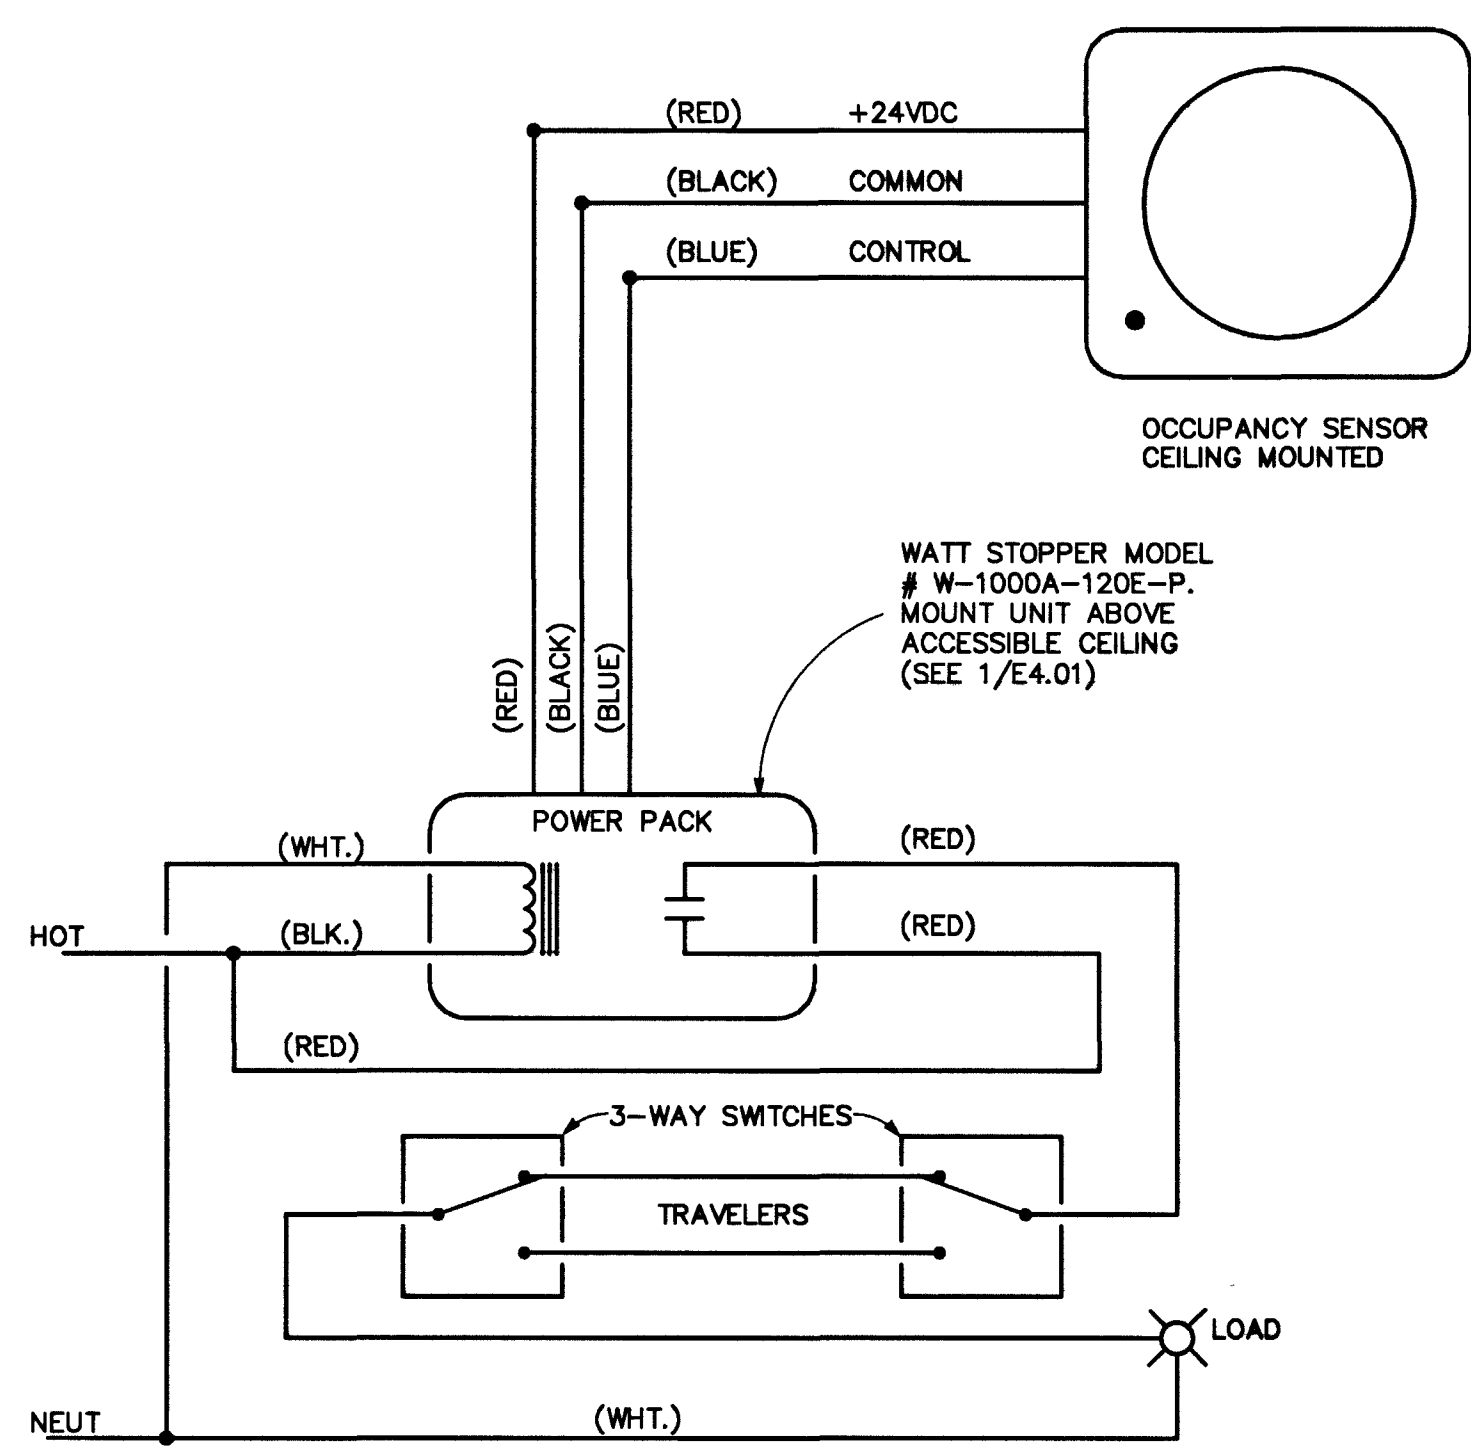 (RED) +24VDC
(BLACK) COMMON
(BLUE) CONTROL
OCCUPANCY SENSOR
CEILING MOUNTED
WATT STOPPER MODEL
# W-1000A-120E-P.
MOUNT UNIT ABOVE
ACCESSIBLE CEILING
(SEE 1/E4.01)
(RED)
(BLACK)
(BLUE)
POWER PACK
(WHT.)
(RED)
HOT
(BLK.)
(RED)
(RED)
3-WAY SWITCHES
TRAVELERS
LOAD
NEUT
(WHT.)